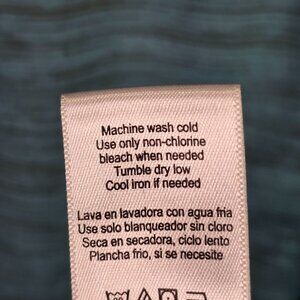 Machine wash cold
Use only non-chlorine
bleach when needed
Tumble dry low
Cool iron if needed
Lava en lavadora con agua fria
Use solo blanqueador sin cloro
Seca en secadora, ciclo lento
Plancha frio, si se necesite